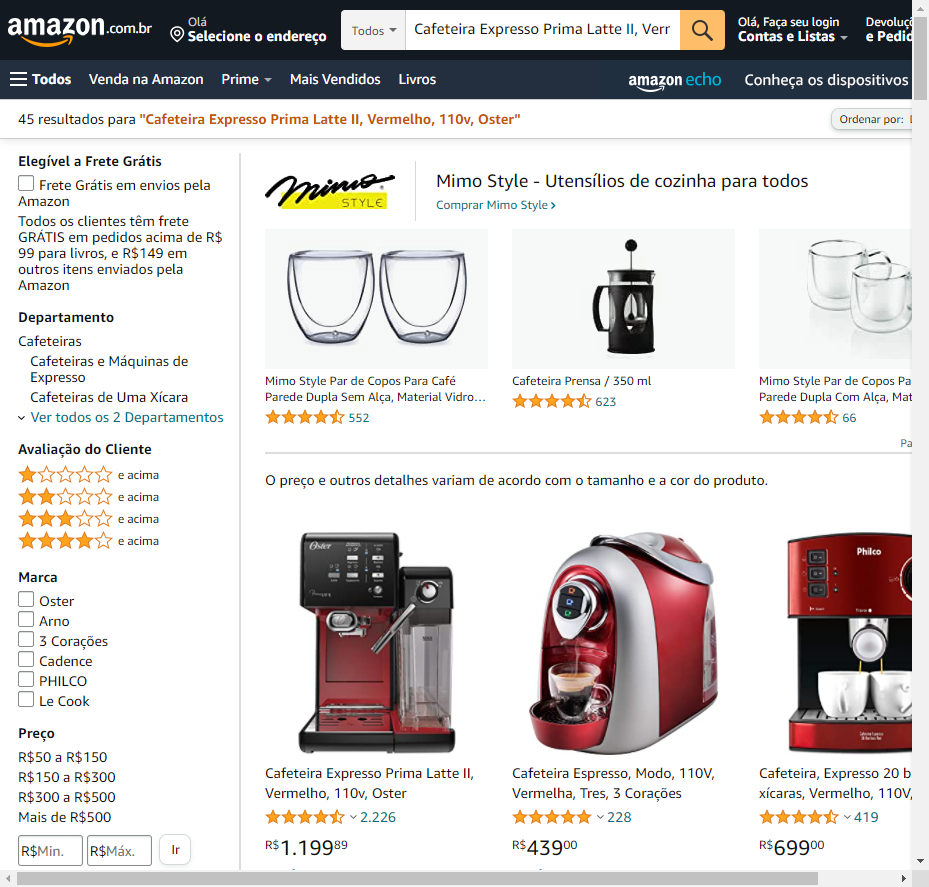 amazon.com.br
Olá
Selecione o endereço
Todos
Cafeteira Expresso Prima Latte II, Verr
Olá, Faça seu login
Contas e Listas
Devoluç
e Pedid
Todos
Venda na Amazon
Prime
Mais Vendidos
Livros
amazon echo
Conheça os dispositivos
45 resultados para "Cafeteira Expresso Prima Latte II, Vermelho, 110v, Oster"
Ordenar por:
Elegível a Frete Grátis
Frete Grátis em envios pela
Amazon
Todos os clientes têm frete
GRÁTIS em pedidos acima de R$
99 para livros, e R$149 em
outros itens enviados pela
Amazon
Departamento
Cafeteiras
Cafeteiras e Máquinas de
Expresso
Cafeteiras de Uma Xícara
Ver todos os 2 Departamentos
Avaliação do Cliente
e acima
e acima
e acima
e acima
Marca
Oster
Arno
3 Corações
Cadence
PHILCO
Le Cook
Preço
R$50 a R$150
R$150 a R$300
R$300 a R$500
Mais de R$500
R$Min.
R$Máx.
Ir
mimo
STYLE
Mimo Style - Utensílios de cozinha para todos
Comprar Mimo Style
Mimo Style Par de Copos Para Café
Parede Dupla Sem Alça, Material Vidro...
552
Cafeteira Prensa / 350 ml
623
Mimo Style Par de Copos Pa
Parede Dupla Com Alça, Mat
66
Pa
O preço e outros detalhes variam de acordo com o tamanho e a cor do produto.
Oster
Philco
Cafeteira Expresso Prima Latte II,
Vermelho, 110v, Oster
2.226
R$1.19989
Cafeteira Espresso, Modo, 110V,
Vermelha, Tres, 3 Corações
228
R$43900
Cafeteira, Expresso 20 b
xícaras, Vermelho, 110V,
419
R$69900